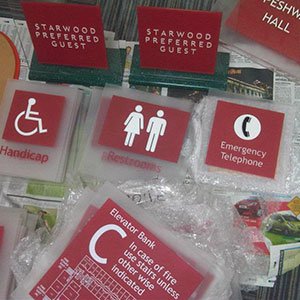 STARWOOD
PREFERRED
GUEST
STARWOOD
PREFERRED
GUEST
PESHW
HALL
Handicap
Restrooms
Emergency
Telephone
Elevator Bank
C
in case of fire
use stairs unless
other wise
indicated